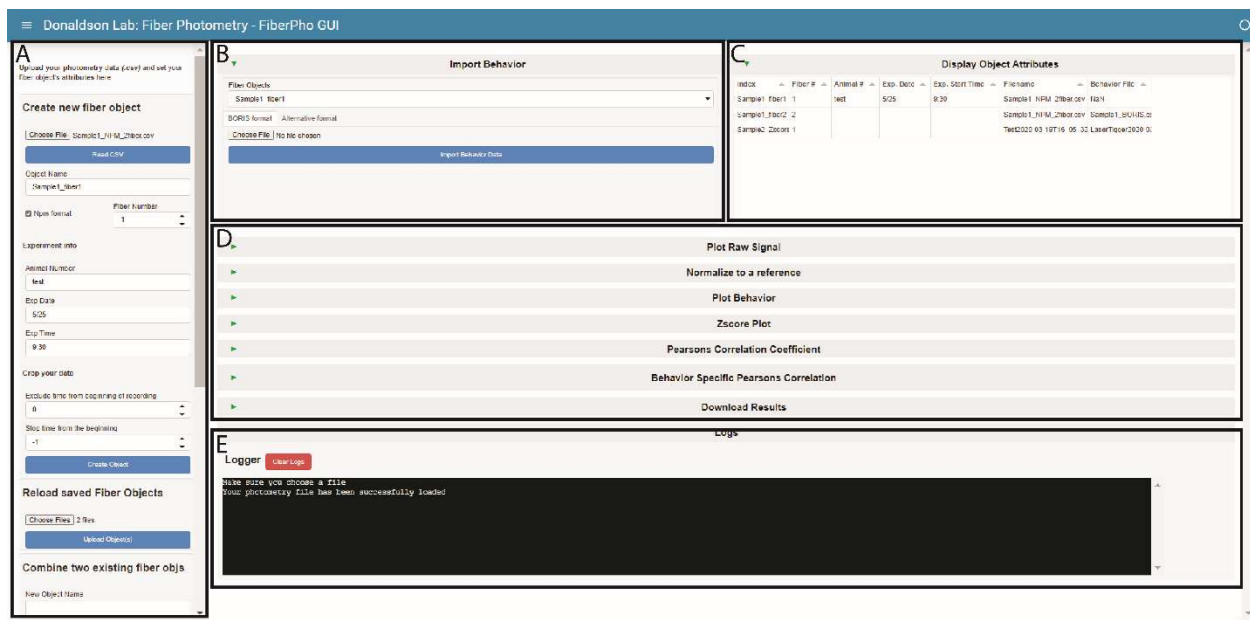 Donaldson Lab: Fiber Photometry - FiberPho GUI
A
Upload your photometry data (.csv) and set your
fiber object's attributes here
Create new fiber object
Choose File Sample1_NPM_2fiber.csv
Read CSV
Object Name
Sample1_fiber1
Npm format
Fiber Number
1
Experiment info
Animal Number
test
Exp Date
5/25
Exp Time
9:30
Crop your data
Exclude time from beginning of recording
0
Stop time from the beginning
-1
Create Object
Reload saved Fiber Objects
Choose Files 2 files
Upload Object(s)
Combine two existing fiber objs
New Object Name
B
Import Behavior
Fiber Objects
Sample1_fiber1
BORIS format Alternative format
Choose File No file chosen
Import Behavior Data
C
Display Object Attributes
Index Fiber # Animal # Exp. Date Exp. Start Time Filename Behavior File
Sample1_fiber1 1 test 5/25 9:30 Sample1_NPM_2fiber.csv NaN
Sample1_fiber2 2 Sample1_NPM_2fiber.csv Sample1_BORIS.cs
Sample2_Zscore 1
D
Plot Raw Signal
Normalize to a reference
Plot Behavior
Zscore Plot
Pearsons Correlation Coefficient
Behavior Specific Pearsons Correlation
Download Results
Logs
E
Logger Clear Logs
Make sure you choose a file
Your photometry file has been successfully loaded